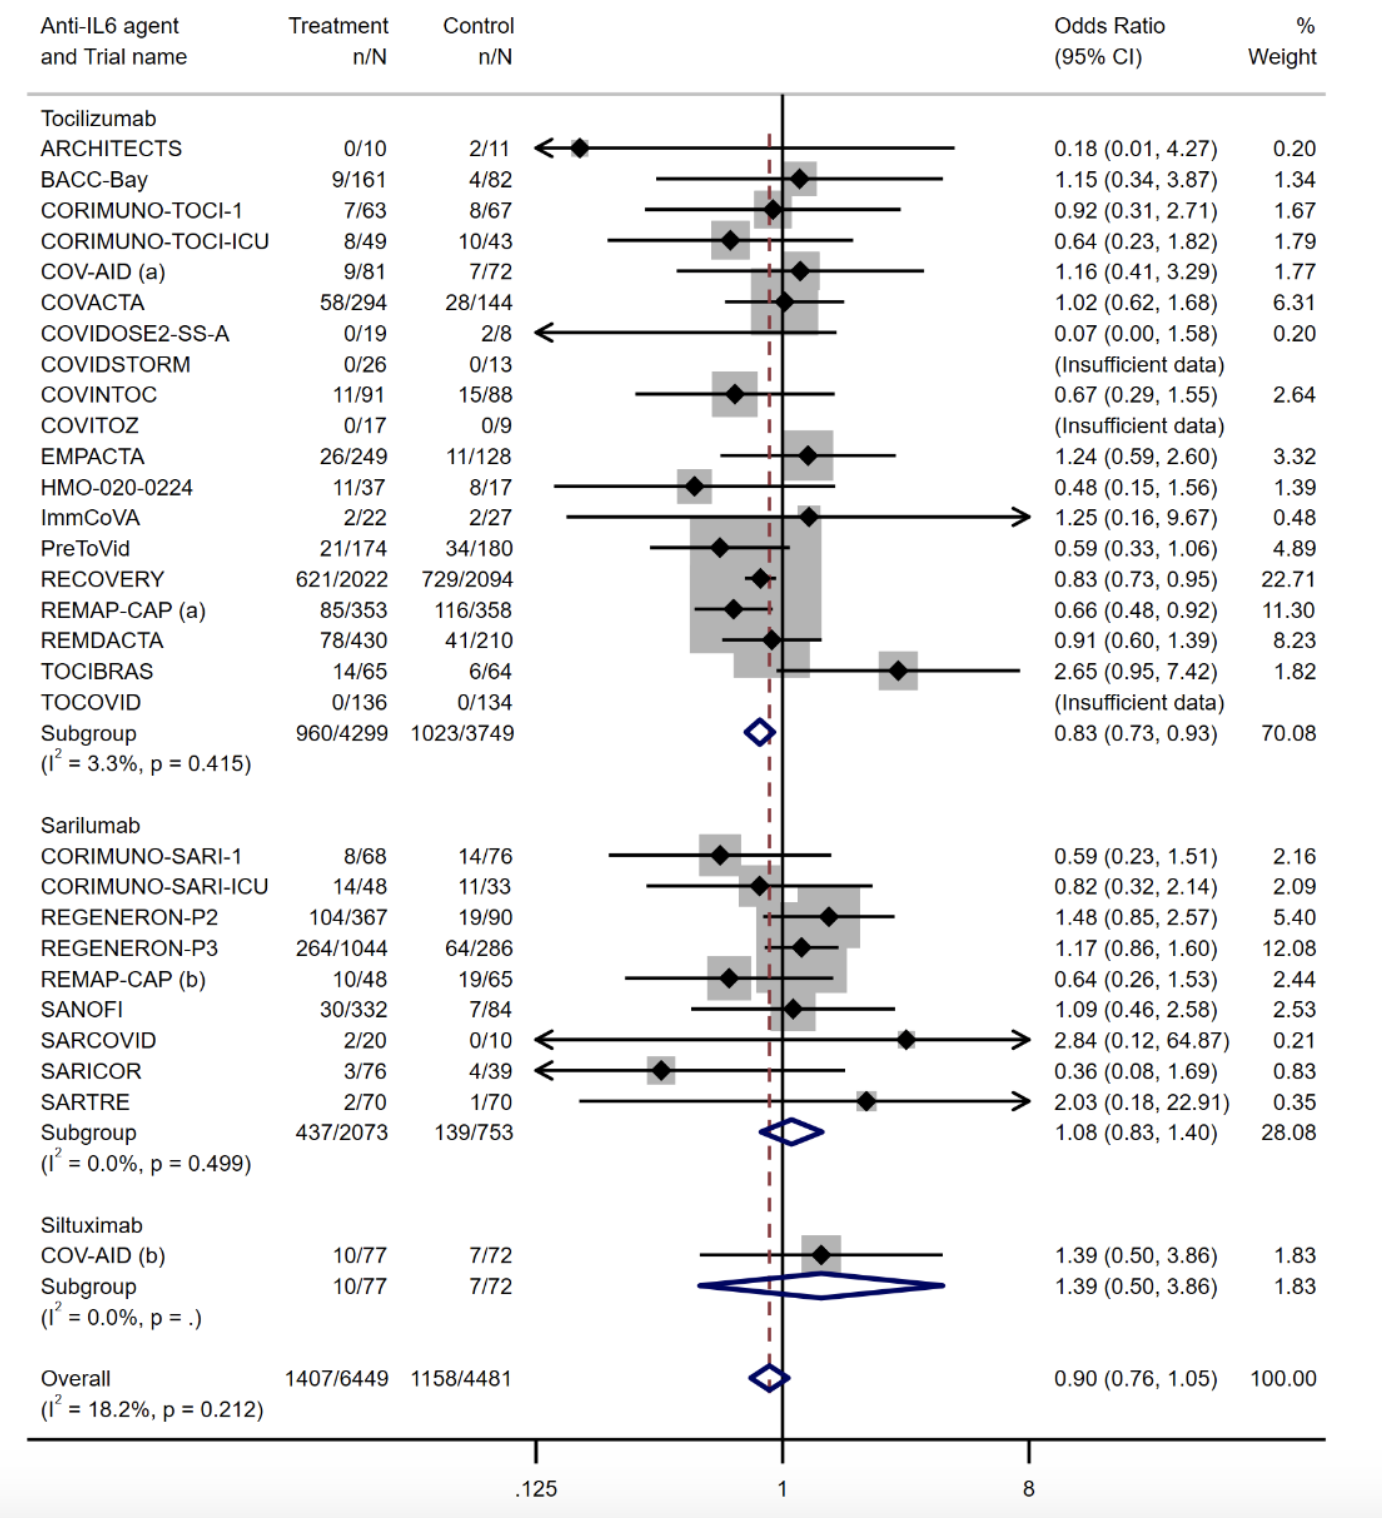 Anti-IL6 agent Treatment Control Odds Ratio %
and Trial name n/N n/N (95% CI) Weight
Tocilizumab
ARCHITECTS 0/10 2/11 0.18 (0.01, 4.27) 0.20
BACC-Bay 9/161 4/82 1.15 (0.34, 3.87) 1.34
CORIMUNO-TOCI-1 7/63 8/67 0.92 (0.31, 2.71) 1.67
CORIMUNO-TOCI-ICU 8/49 10/43 0.64 (0.23, 1.82) 1.79
COV-AID (a) 9/81 7/72 1.16 (0.41, 3.29) 1.77
COVACTA 58/294 28/144 1.02 (0.62, 1.68) 6.31
COVIDOSE2-SS-A 0/19 2/8 0.07 (0.00, 1.58) 0.20
COVIDSTORM 0/26 0/13 (Insufficient data)
COVINTOC 11/91 15/88 0.67 (0.29, 1.55) 2.64
COVITOZ 0/17 0/9 (Insufficient data)
EMPACTA 26/249 11/128 1.24 (0.59, 2.60) 3.32
HMO-020-0224 11/37 8/17 0.48 (0.15, 1.56) 1.39
ImmCoVA 2/22 2/27 1.25 (0.16, 9.67) 0.48
PreToVid 21/174 34/180 0.59 (0.33, 1.06) 4.89
RECOVERY 621/2022 729/2094 0.83 (0.73, 0.95) 22.71
REMAP-CAP (a) 85/353 116/358 0.66 (0.48, 0.92) 11.30
REMDACTA 78/430 41/210 0.91 (0.60, 1.39) 8.23
TOCIBRAS 14/65 6/64 2.65 (0.95, 7.42) 1.82
TOCOVID 0/136 0/134 (Insufficient data)
Subgroup 960/4299 1023/3749 0.83 (0.73, 0.93) 70.08
(I² = 3.3%, p = 0.415)
Sarilumab
CORIMUNO-SARI-1 8/68 14/76 0.59 (0.23, 1.51) 2.16
CORIMUNO-SARI-ICU 14/48 11/33 0.82 (0.32, 2.14) 2.09
REGENERON-P2 104/367 19/90 1.48 (0.85, 2.57) 5.40
REGENERON-P3 264/1044 64/286 1.17 (0.86, 1.60) 12.08
REMAP-CAP (b) 10/48 19/65 0.64 (0.26, 1.53) 2.44
SANOFI 30/332 7/84 1.09 (0.46, 2.58) 2.53
SARCOVID 2/20 0/10 2.84 (0.12, 64.87) 0.21
SARICOR 3/76 4/39 0.36 (0.08, 1.69) 0.83
SARTRE 2/70 1/70 2.03 (0.18, 22.91) 0.35
Subgroup 437/2073 139/753 1.08 (0.83, 1.40) 28.08
(I² = 0.0%, p = 0.499)
Siltuximab
COV-AID (b) 10/77 7/72 1.39 (0.50, 3.86) 1.83
Subgroup 10/77 7/72 1.39 (0.50, 3.86) 1.83
(I² = 0.0%, p = .)
Overall 1407/6449 1158/4481 0.90 (0.76, 1.05) 100.00
(I² = 18.2%, p = 0.212)
.125 1 8